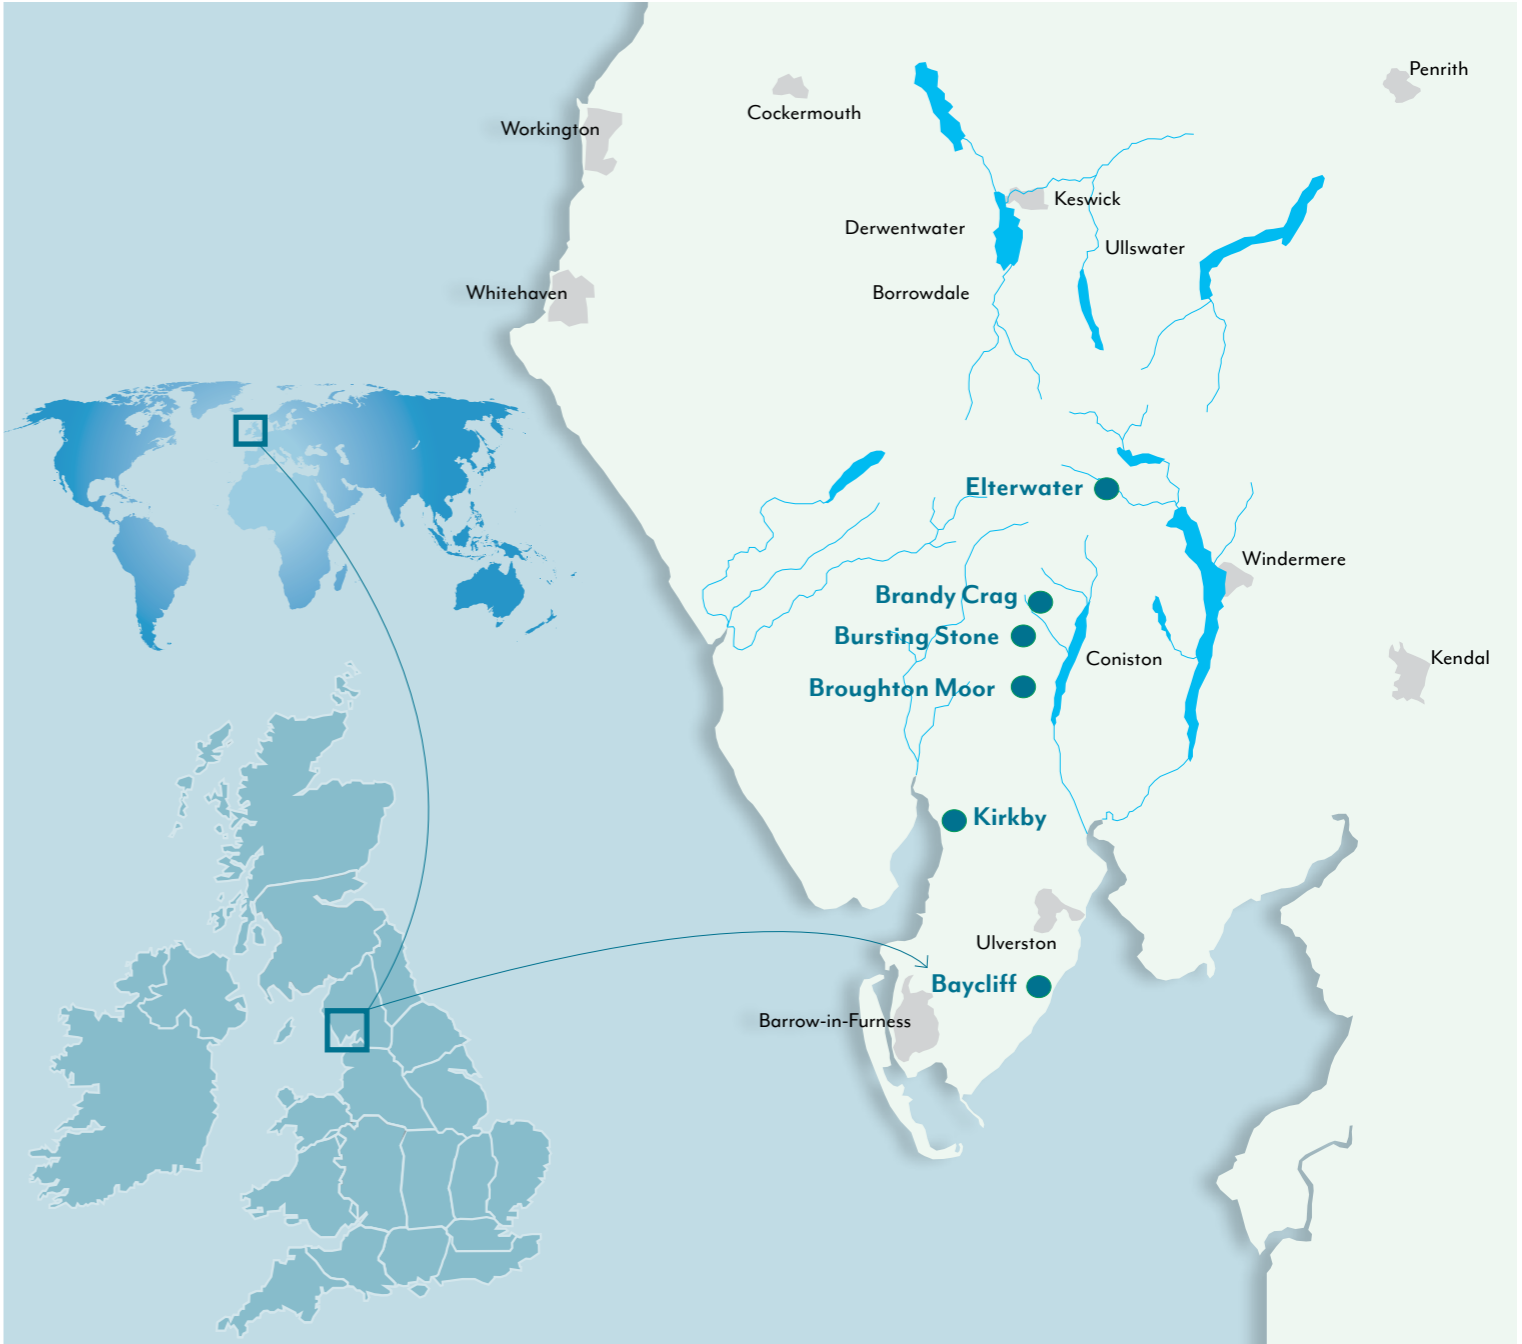 Penrith
Cockermouth
Workington
Keswick
Derwentwater
Ullswater
Whitehaven
Borrowdale
Elterwater
Windermere
Brandy Crag
Bursting Stone
Coniston
Kendal
Broughton Moor
Kirkby
Ulverston
Baycliff
Barrow-in-Furness